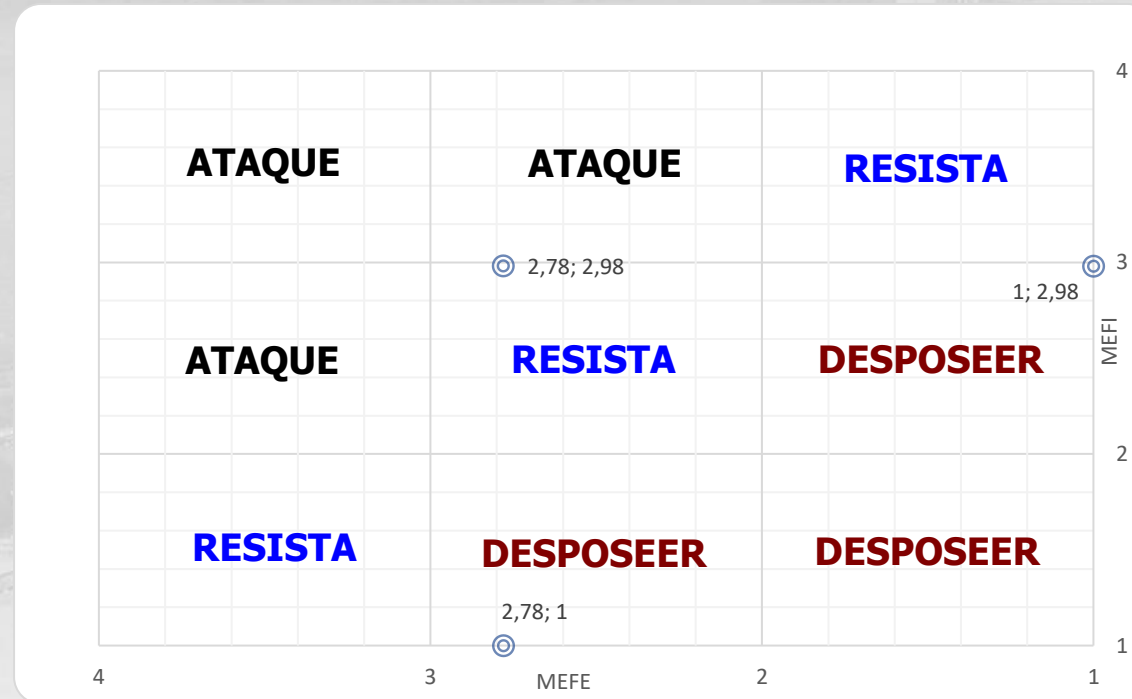 4
ATAQUE ATAQUE RESISTA
2,78; 2,98 3
1; 2,98
MEFI
ATAQUE RESISTA DESPOSEER
2
RESISTA DESPOSEER DESPOSEER
2,78; 1
1
4 3 MEFE 2 1